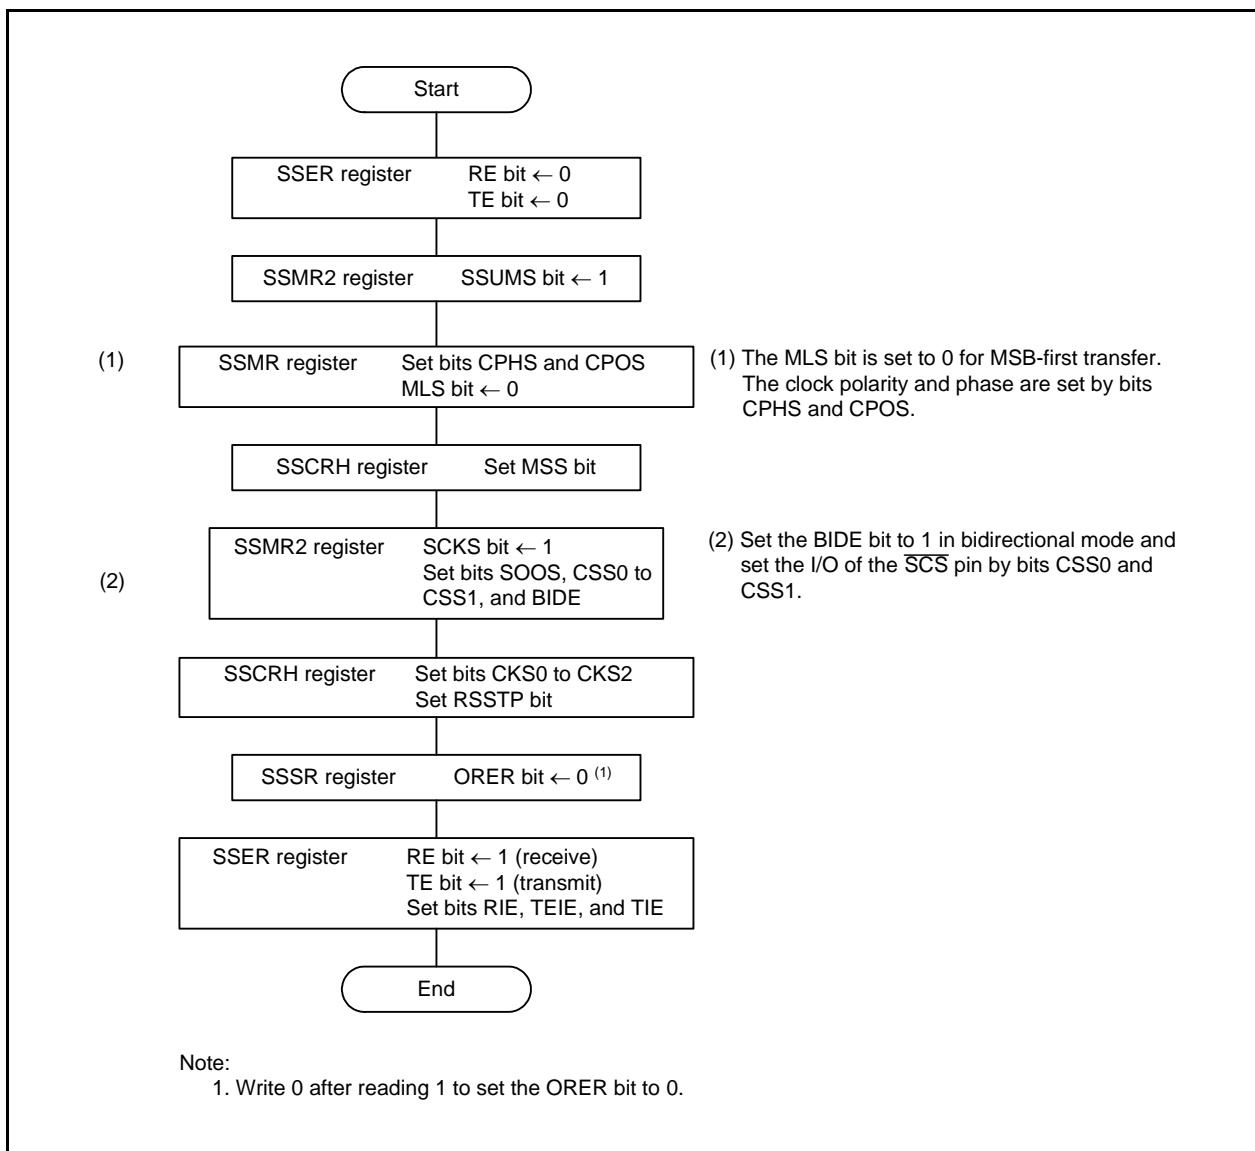 Start
SSER register RE bit ← 0
TE bit ← 0
SSMR2 register SSUMS bit ← 1
(1) SSMR register Set bits CPHS and CPOS
MLS bit ← 0
(1) The MLS bit is set to 0 for MSB-first transfer.
The clock polarity and phase are set by bits
CPHS and CPOS.
SSCRH register Set MSS bit
(2) SSMR2 register SCKS bit ← 1
Set bits SOOS, CSS0 to
CSS1, and BIDE
(2) Set the BIDE bit to 1 in bidirectional mode and
set the I/O of the S̅C̅S̅ pin by bits CSS0 and
CSS1.
SSCRH register Set bits CKS0 to CKS2
Set RSSTP bit
SSSR register ORER bit ← 0 (1)
SSER register RE bit ← 1 (receive)
TE bit ← 1 (transmit)
Set bits RIE, TEIE, and TIE
End
Note:
1. Write 0 after reading 1 to set the ORER bit to 0.